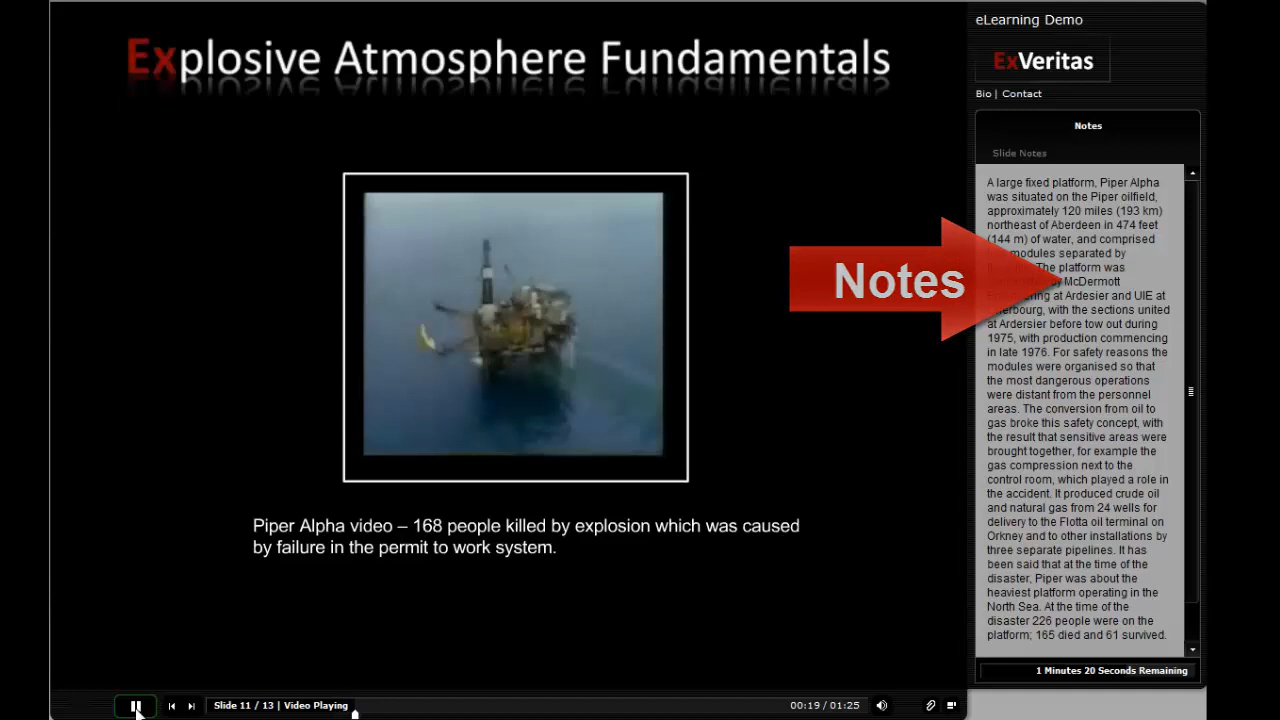 Explosive Atmosphere Fundamentals
Piper Alpha video – 168 people killed by explosion which was caused
by failure in the permit to work system.
Notes
eLearning Demo
ExVeritas
Bio | Contact
Notes
Slide Notes
A large fixed platform, Piper Alpha
was situated on the Piper oilfield,
approximately 120 miles (193 km)
northeast of Aberdeen in 474 feet
(144 m) of water, and comprised
modules separated by
The platform was
McDermott
at Ardesier and UIE at
with the sections united
at Ardersier before tow out during
1975, with production commencing
in late 1976. For safety reasons the
modules were organised so that
the most dangerous operations
were distant from the personnel
areas. The conversion from oil to
gas broke this safety concept, with
the result that sensitive areas were
brought together, for example the
gas compression next to the
control room, which played a role in
the accident. It produced crude oil
and natural gas from 24 wells for
delivery to the Flotta oil terminal on
Orkney and to other installations by
three separate pipelines. It has
been said that at the time of the
disaster, Piper was about the
heaviest platform operating in the
North Sea. At the time of the
disaster 226 people were on the
platform; 165 died and 61 survived.
1 Minutes 20 Seconds Remaining
Slide 11 / 13 | Video Playing
00:19 / 01:25